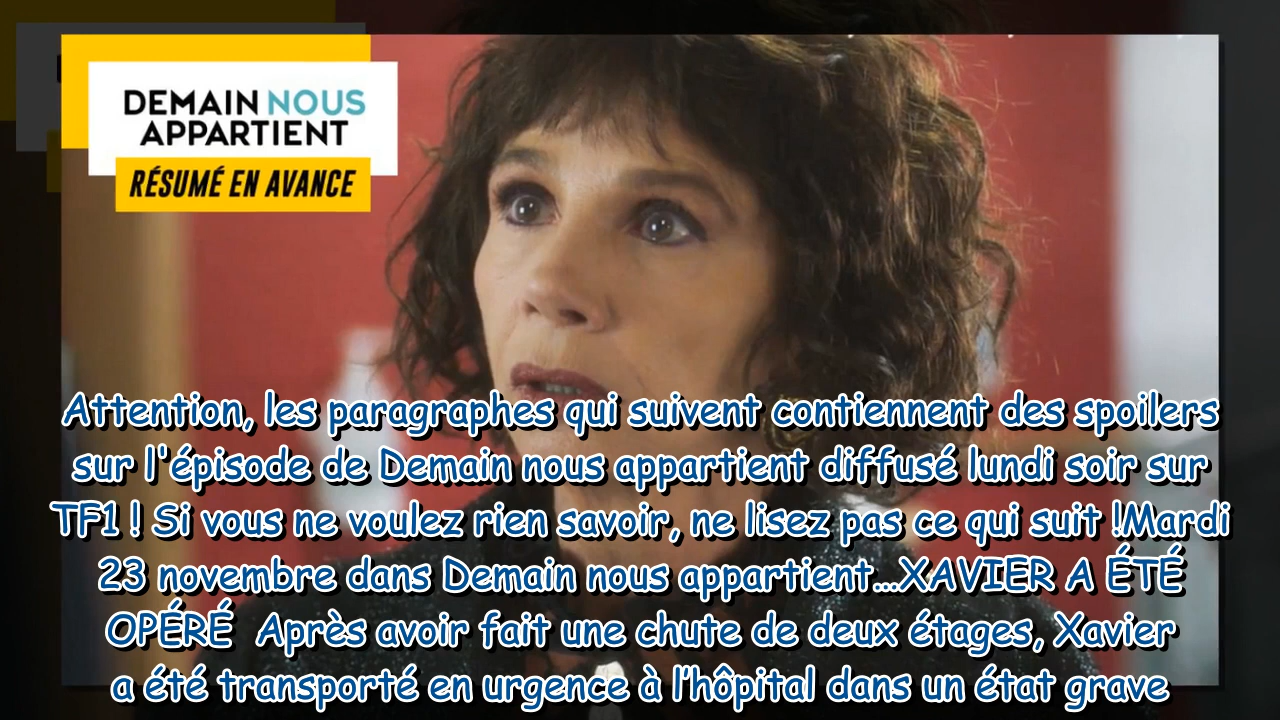 DEMAIN NOUS
APPARTIENT
RÉSUMÉ EN AVANCE
Attention, les paragraphes qui suivent contiennent des spoilers
sur l'épisode de Demain nous appartient diffusé lundi soir sur
TF1 ! Si vous ne voulez rien savoir, ne lisez pas ce qui suit !Mardi
23 novembre dans Demain nous appartient...XAVIER A ÉTÉ
OPÉRÉ Après avoir fait une chute de deux étages, Xavier
a été transporté en urgence à l’hôpital dans un état grave